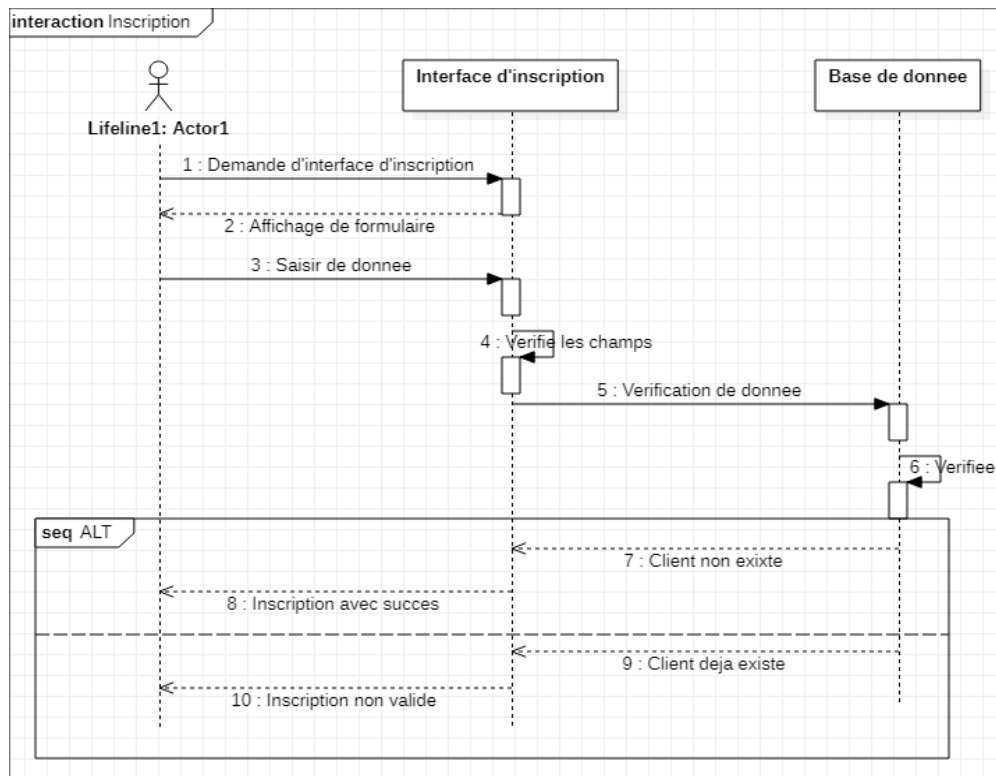 interaction Inscription
Interface d'inscription
Base de donnee
Lifeline1: Actor1
1 : Demande d'interface d'inscription
2 : Affichage de formulaire
3 : Saisir de donnee
4 : Verifie les champs
5 : Verification de donnee
6 : Verifiee
seq ALT
7 : Client non exixte
8 : Inscription avec succes
9 : Client deja existe
10 : Inscription non valide